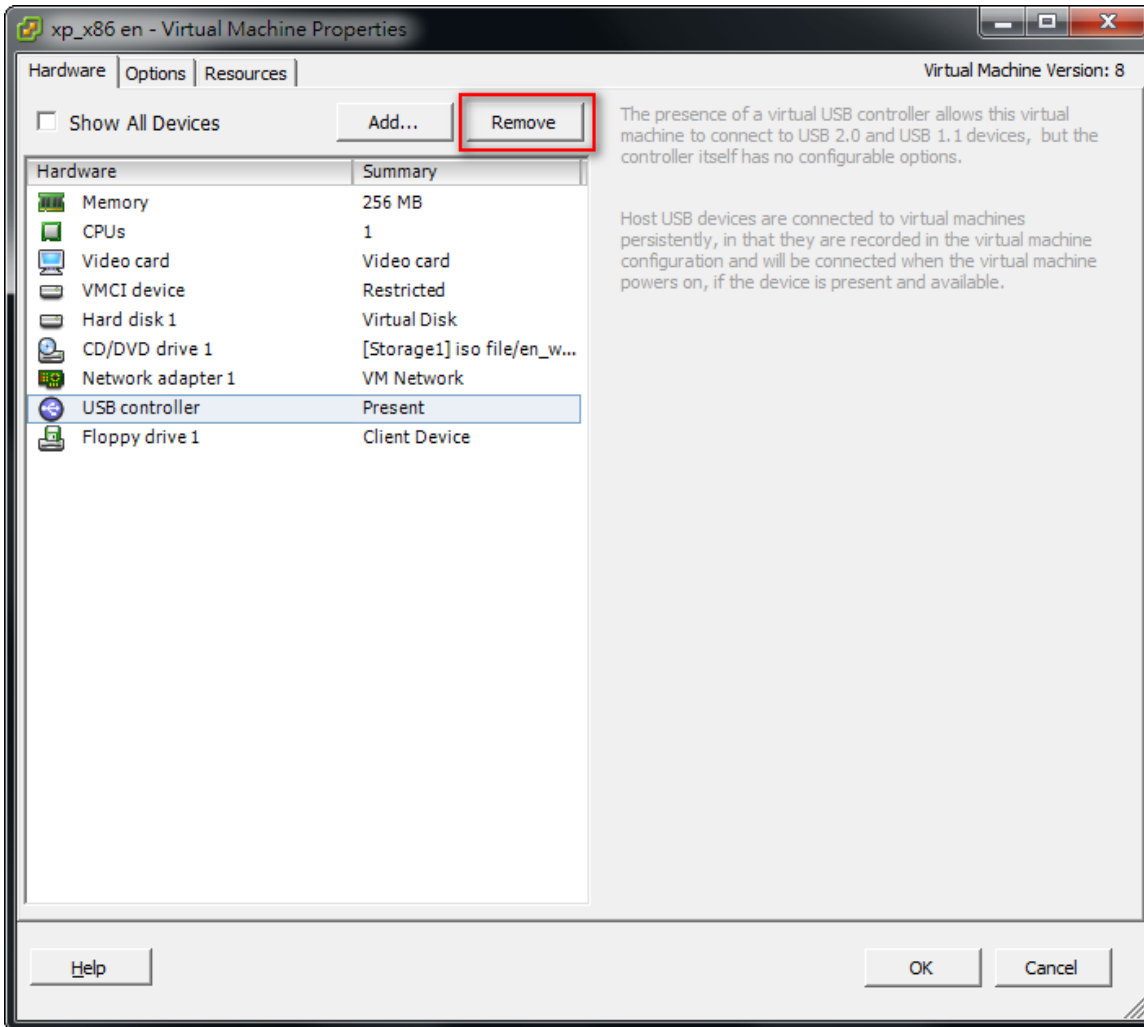 xp_x86 en - Virtual Machine Properties
Hardware Options Resources Virtual Machine Version: 8
Show All Devices Add... Remove
Hardware Summary
Memory 256 MB
CPUs 1
Video card Video card
VMCI device Restricted
Hard disk 1 Virtual Disk
CD/DVD drive 1 [Storage1] iso file/en_w...
Network adapter 1 VM Network
USB controller Present
Floppy drive 1 Client Device
The presence of a virtual USB controller allows this virtual
machine to connect to USB 2.0 and USB 1.1 devices, but the
controller itself has no configurable options.
Host USB devices are connected to virtual machines
persistently, in that they are recorded in the virtual machine
configuration and will be connected when the virtual machine
powers on, if the device is present and available.
Help OK Cancel